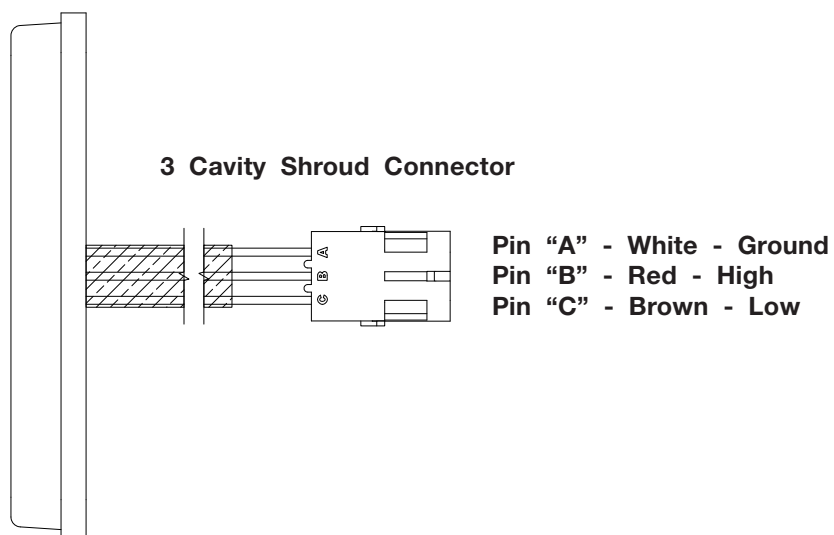 3 Cavity Shroud Connector
A
B
C
Pin “A” - White - Ground
Pin “B” - Red - High
Pin “C” - Brown - Low